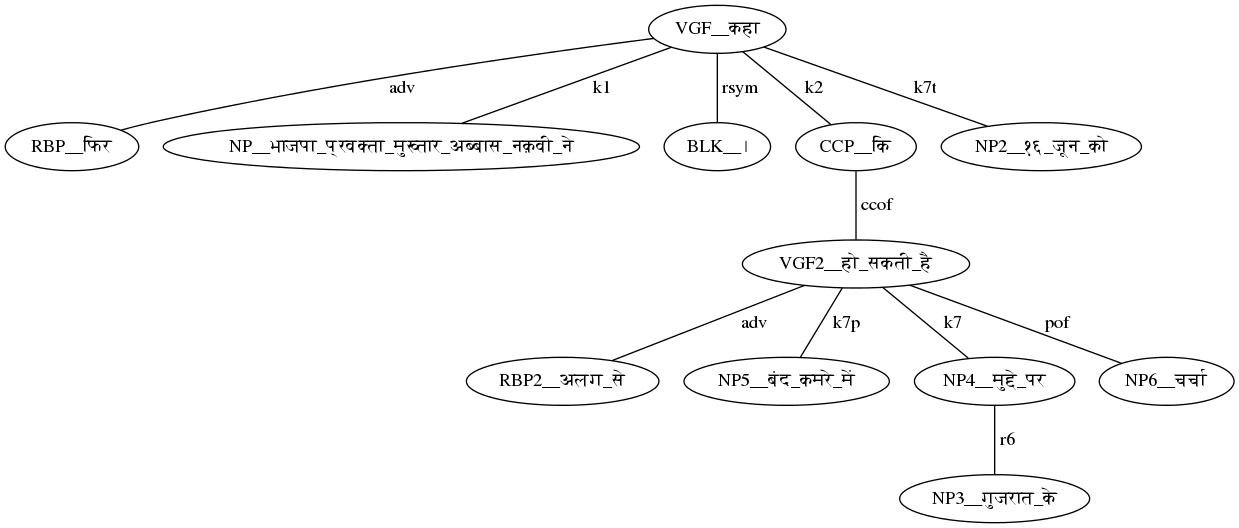 VGF__कहा
adv k1 rsym k2 k7t
RBP__फिर NP__भाजपा_प्रवक्ता_मुख्तार_अब्बास_नक़वी_ने BLK__। CCP__कि NP2__१६_जून_को
ccof
VGF2__हो_सकती_है
adv k7p k7 pof
RBP2__अलग_से NP5__बंद_कमरे_में NP4__मुद्दे_पर NP6__चर्चा
r6
NP3__गुजरात_के